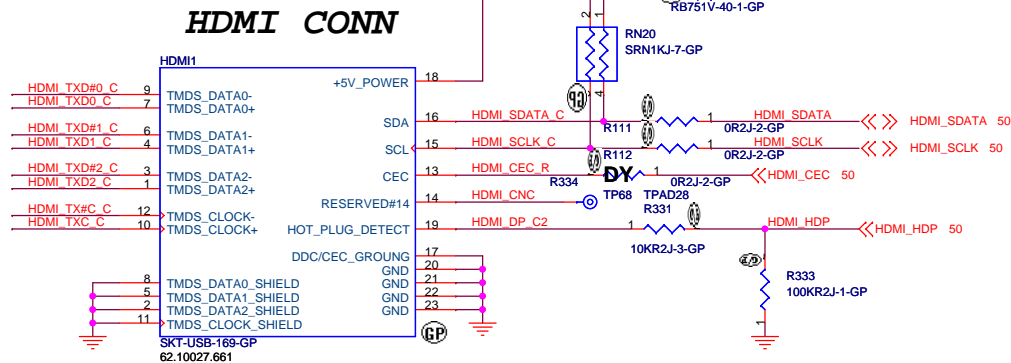 HDMI CONN
RB751V-40-1-GP
2 1
RN20
SRN1KJ-7-GP
4
HDMI1
+5V_POWER 18
HDMI_TXD#0_C 9 TMDS_DATA0-
HDMI_TXD0_C 7 TMDS_DATA0+
SDA 16 HDMI_SDATA_C R111 1 0R2J-2-GP HDMI_SDATA HDMI_SDATA 50
HDMI_TXD#1_C 6 TMDS_DATA1-
HDMI_TXD1_C 4 TMDS_DATA1+
SCL 15 HDMI_SCLK_C R112 1 0R2J-2-GP HDMI_SCLK HDMI_SCLK 50
HDMI_TXD#2_C 3 TMDS_DATA2-
HDMI_TXD2_C 1 TMDS_DATA2+
CEC 13 HDMI_CEC_R R334 DY 1 0R2J-2-GP HDMI_CEC 50
RESERVED#14 14 HDMI_CNC TP68 TPAD28
HDMI_TX#C_C 12 TMDS_CLOCK-
HDMI_TXC_C 10 TMDS_CLOCK+
HOT_PLUG_DETECT 19 HDMI_DP_C2 1 R331 10KR2J-3-GP HDMI_HDP HDMI_HDP 50
DDC/CEC_GROUNG 17
GND 20
GND 21
GND 22
GND 23
8 TMDS_DATA0_SHIELD
5 TMDS_DATA1_SHIELD
2 TMDS_DATA2_SHIELD
11 TMDS_CLOCK_SHIELD
R333
100KR2J-1-GP
1
GP
GP
SKT-USB-169-GP
62.10027.661